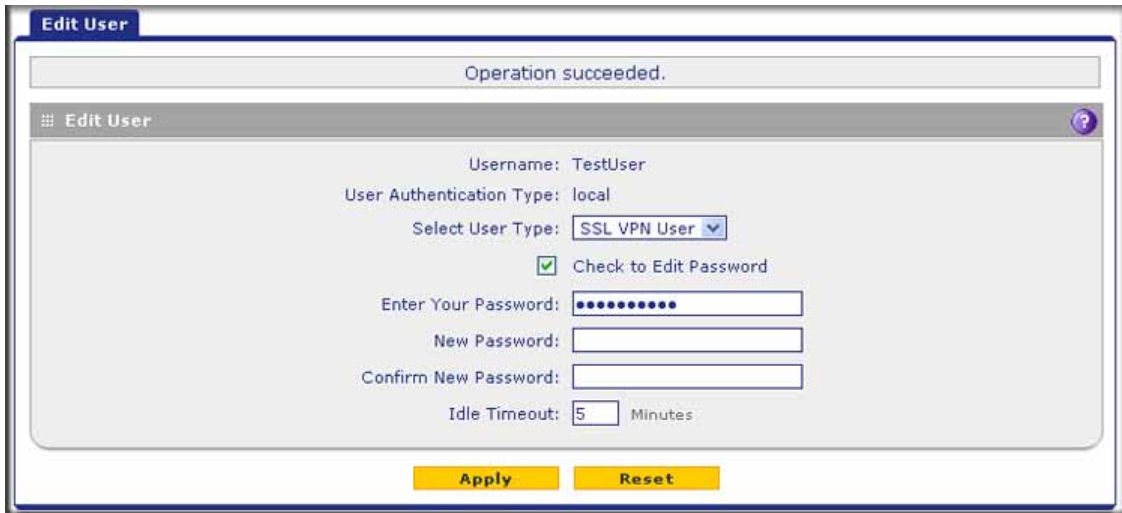 Edit User
Operation succeeded.
Edit User
?
Username: TestUser
User Authentication Type: local
Select User Type: SSL VPN User
Check to Edit Password
Enter Your Password: ••••••••••
New Password:
Confirm New Password:
Idle Timeout: 5 Minutes
Apply Reset